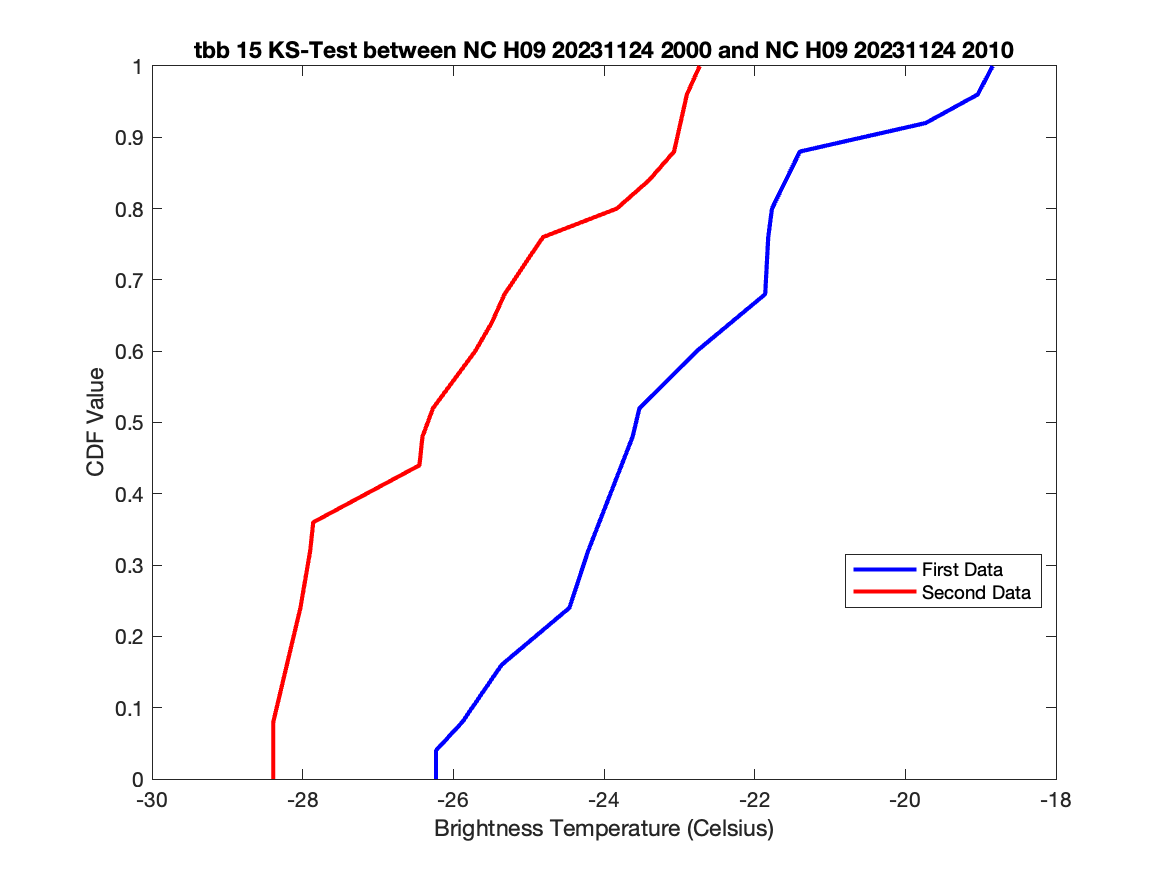 tbb 15 KS-Test between NC H09 20231124 2000 and NC H09 20231124 2010
1
0.9
0.8
0.7
0.6
0.5
0.4
0.3
0.2
0.1
0
CDF Value
First Data
Second Data
-30 -28 -26 -24 -22 -20 -18
Brightness Temperature (Celsius)